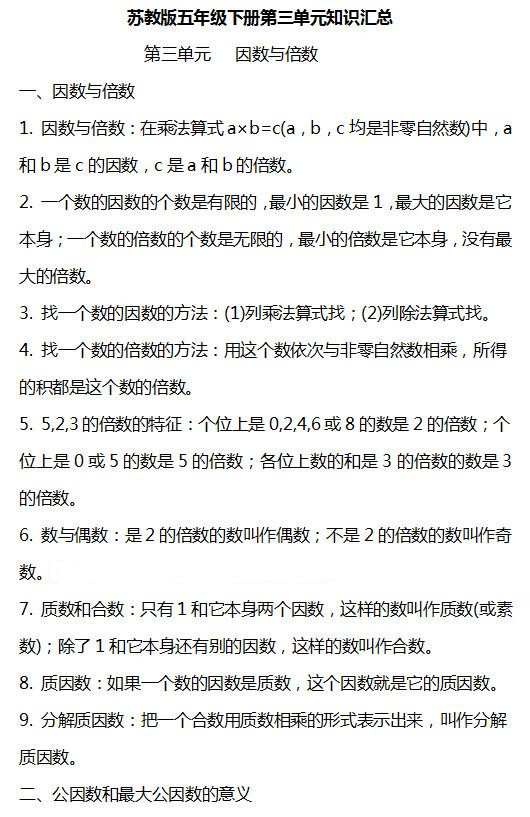 苏教版五年级下册第三单元知识汇总
第三单元 因数与倍数
一、因数与倍数
1. 因数与倍数：在乘法算式a×b=c(a，b，c均是非零自然数)中，a
和b是c的因数，c是a和b的倍数。
2. 一个数的因数的个数是有限的，最小的因数是1，最大的因数是它
本身；一个数的倍数的个数是无限的，最小的倍数是它本身，没有最
大的倍数。
3. 找一个数的因数的方法：(1)列乘法算式找；(2)列除法算式找。
4. 找一个数的倍数的方法：用这个数依次与非零自然数相乘，所得
的积都是这个数的倍数。
5. 5,2,3的倍数的特征：个位上是0,2,4,6或8的数是2的倍数；个
位上是0或5的数是5的倍数；各位上数的和是3的倍数的数是3
的倍数。
6. 数与偶数：是2的倍数的数叫作偶数；不是2的倍数的数叫作奇
数。
7. 质数和合数：只有1和它本身两个因数，这样的数叫作质数(或素
数)；除了1和它本身还有别的因数，这样的数叫作合数。
8. 质因数：如果一个数的因数是质数，这个因数就是它的质因数。
9. 分解质因数：把一个合数用质数相乘的形式表示出来，叫作分解
质因数。
二、公因数和最大公因数的意义